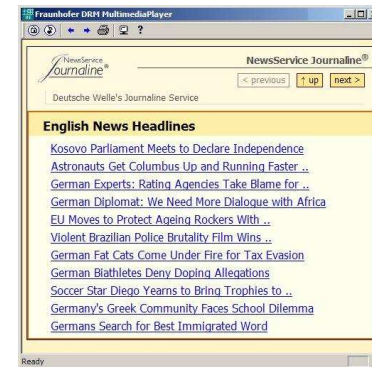 Fraunhofer DRM MultimediaPlayer
?
NewsService
Journaline®
NewsService Journaline®
< previous
↑ up
next >
Deutsche Welle's Journaline Service
English News Headlines
Kosovo Parliament Meets to Declare Independence
Astronauts Get Columbus Up and Running Faster ..
German Experts: Rating Agencies Take Blame for ..
German Diplomat: We Need More Dialogue with Africa
EU Moves to Protect Ageing Rockers With ..
Violent Brazilian Police Brutality Film Wins ..
German Fat Cats Come Under Fire for Tax Evasion
German Biathletes Deny Doping Allegations
Soccer Star Diego Yearns to Bring Trophies to ..
Germany's Greek Community Faces School Dilemma
Germans Search for Best Immigrated Word
Ready